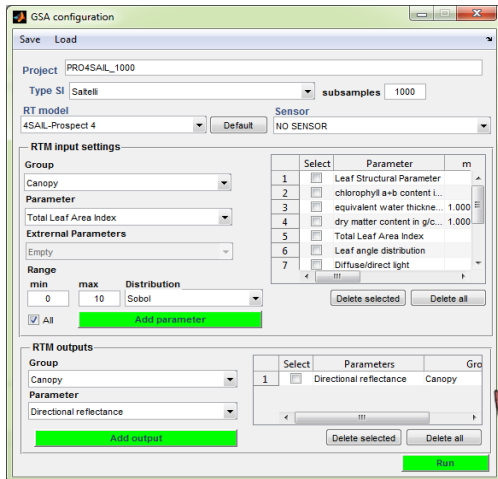 GSA configuration
Save Load
Project PRO4SAIL_1000
Type SI Saltelli subsamples 1000
RT model Sensor
4SAIL-Prospect 4 Default NO SENSOR
RTM input settings
Group
Canopy
Parameter
Total Leaf Area Index
Extrernal Parameters
Empty
Range
min max Distribution
0 10 Sobol
All Add parameter
Select Parameter m
1 Leaf Structural Parameter
2 chlorophyll a+b content i...
3 equivalent water thickne... 1.000
4 dry matter content in g/c... 1.000
5 Total Leaf Area Index
6 Leaf angle distribution
7 Diffuse/direct light
Delete selected Delete all
RTM outputs
Group
Canopy
Parameter
Directional reflectance
Add output
Select Parameters Gro
1 Directional reflectance Canopy
Delete selected Delete all
Run